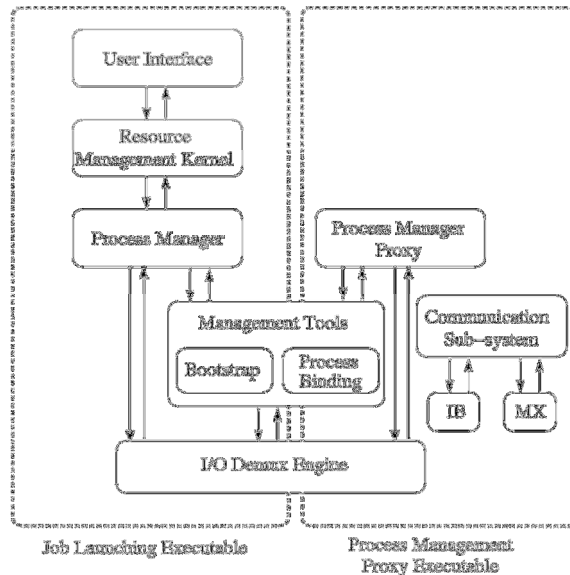 User Interface
Resource
Management Kernel
Process Manager
Process Manager
Proxy
Management Tools
Bootstrap
Process
Binding
Communication
Sub-system
IB
MX
I/O Demux Engine
Job Launching Executable
Process Management
Proxy Executable